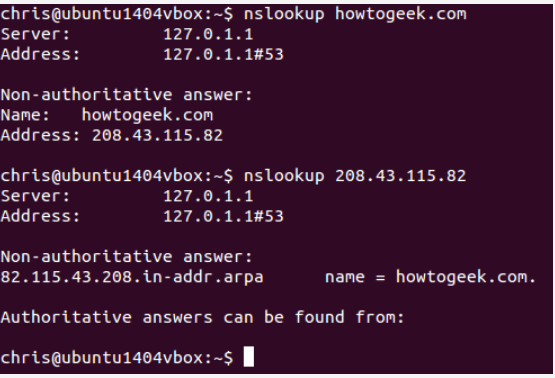 chris@ubuntu1404vbox:~$ nslookup howtogeek.com
Server: 127.0.1.1
Address: 127.0.1.1#53
Non-authoritative answer:
Name: howtogeek.com
Address: 208.43.115.82
chris@ubuntu1404vbox:~$ nslookup 208.43.115.82
Server: 127.0.1.1
Address: 127.0.1.1#53
Non-authoritative answer:
82.115.43.208.in-addr.arpa name = howtogeek.com.
Authoritative answers can be found from:
chris@ubuntu1404vbox:~$